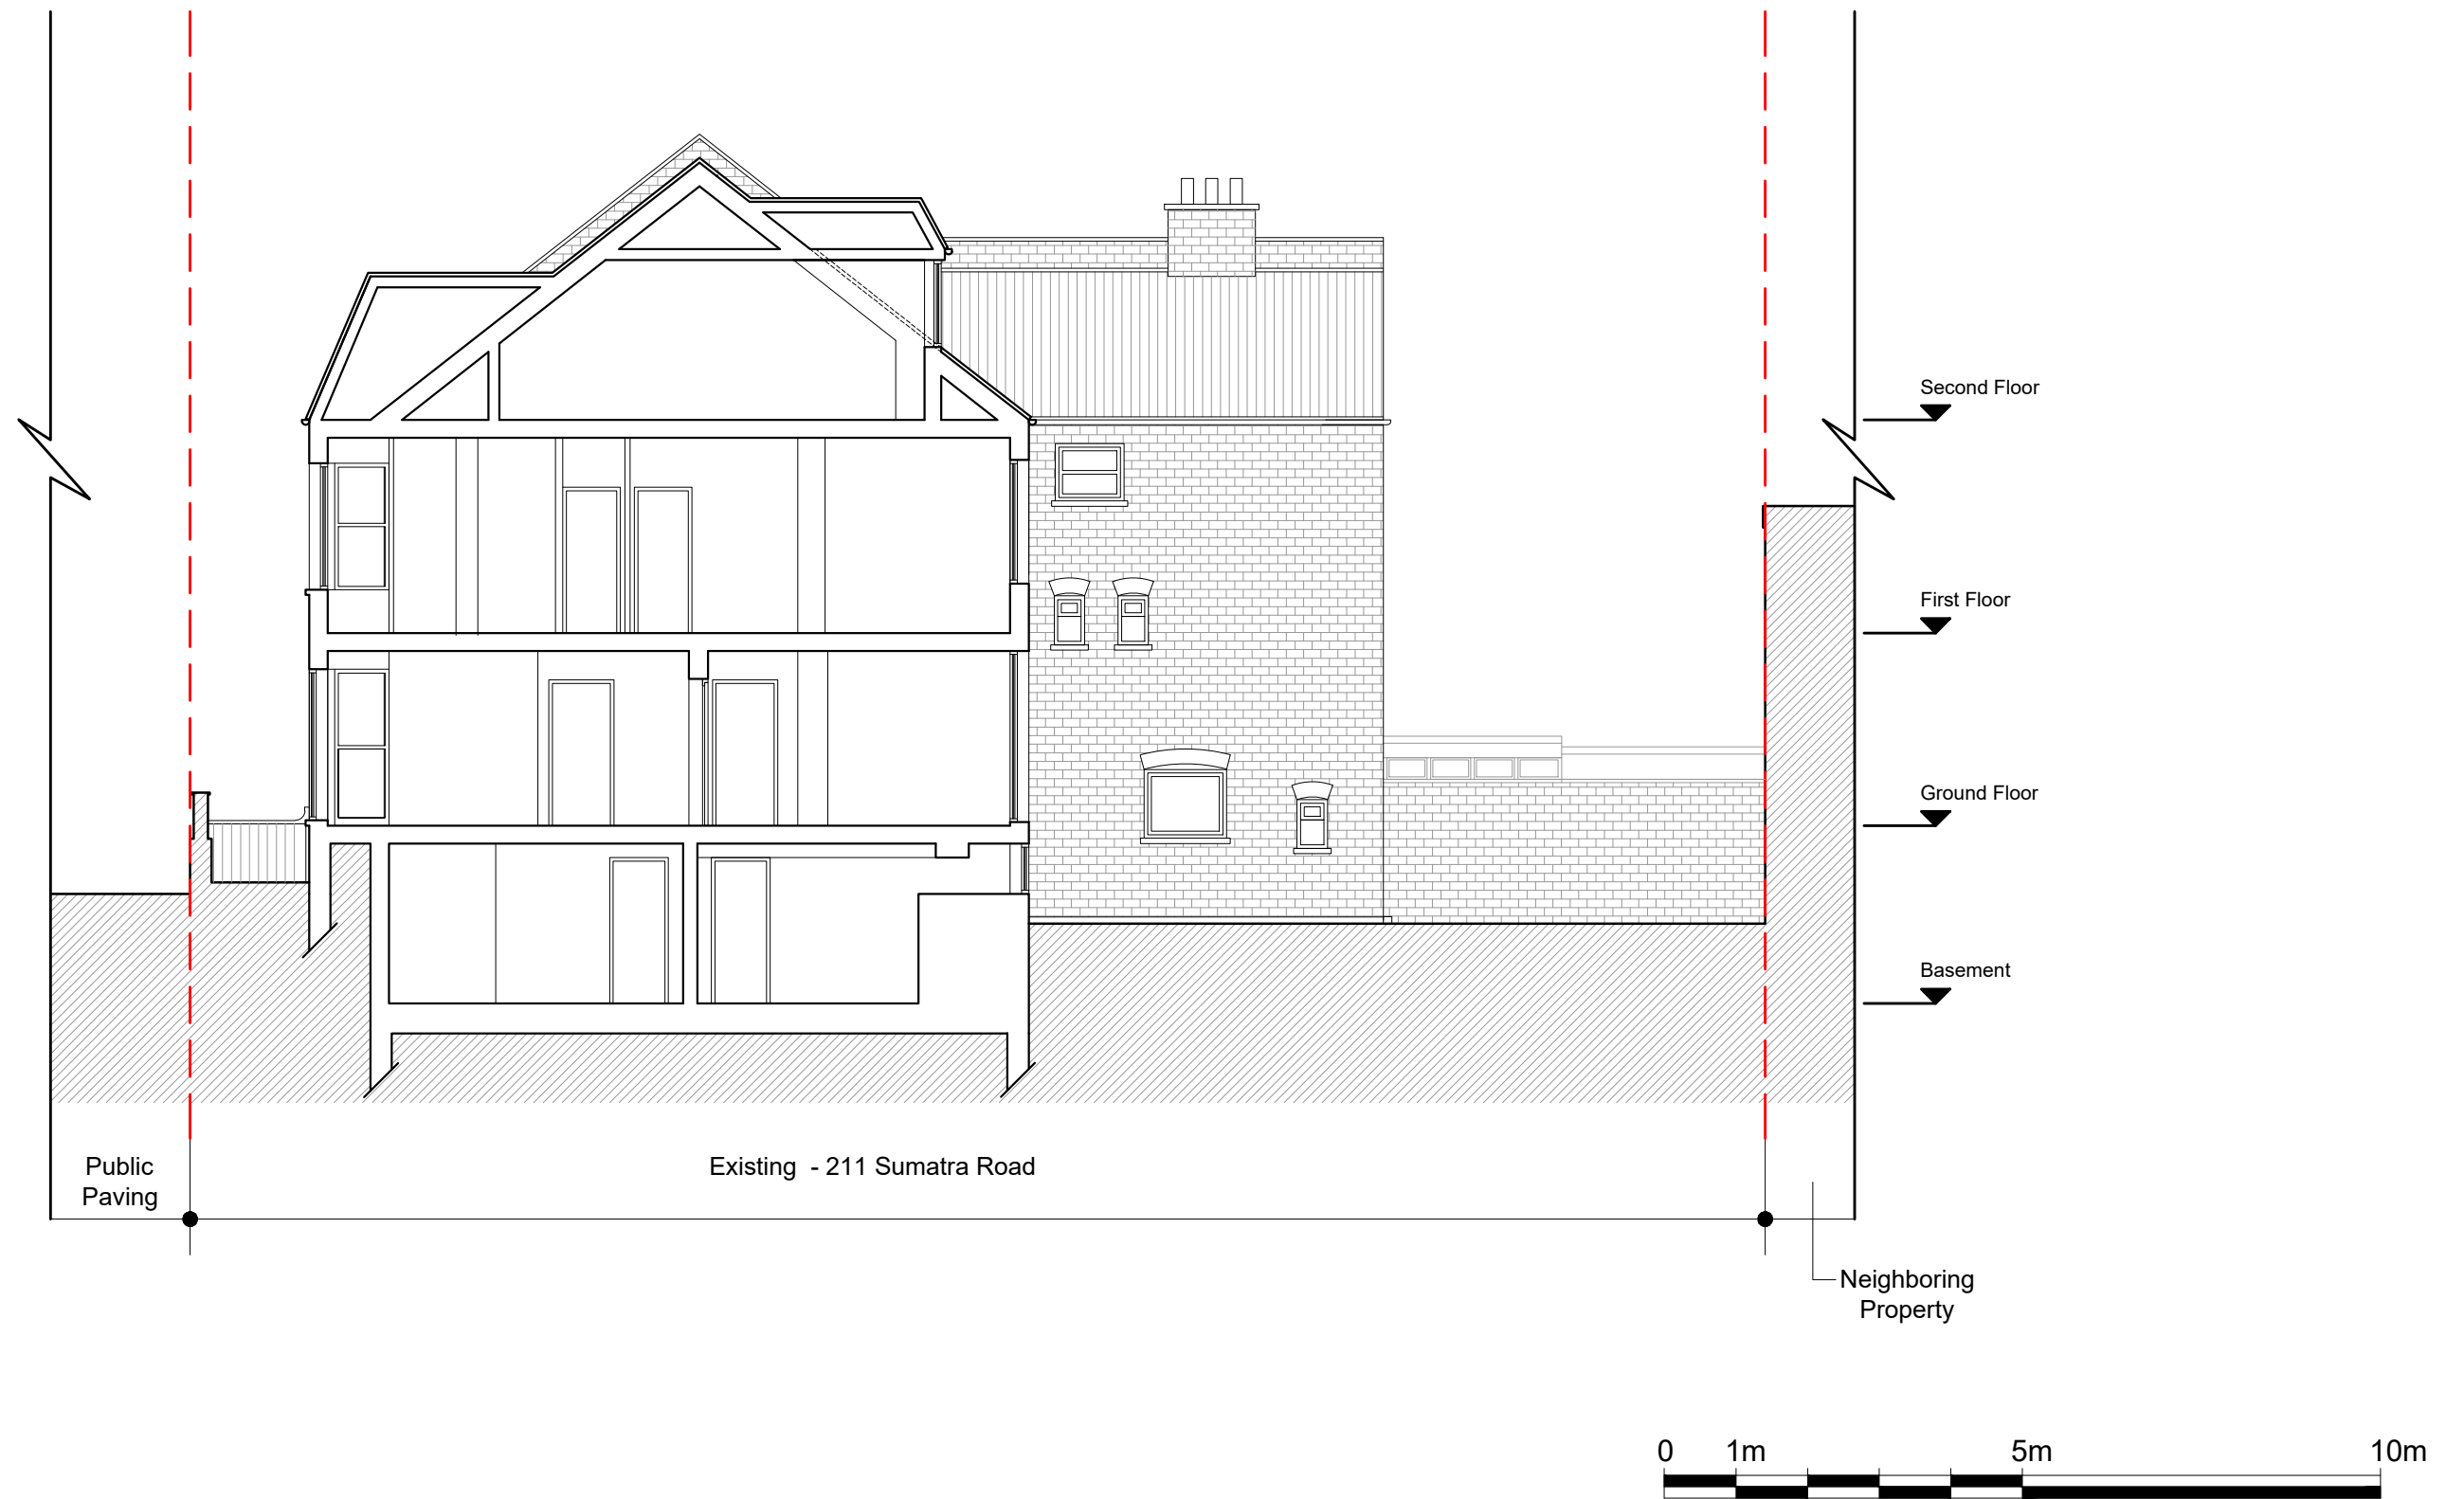 Second Floor
First Floor
Ground Floor
Basement
Public
Paving
Existing - 211 Sumatra Road
Neighboring
Property
0 1m 5m 10m